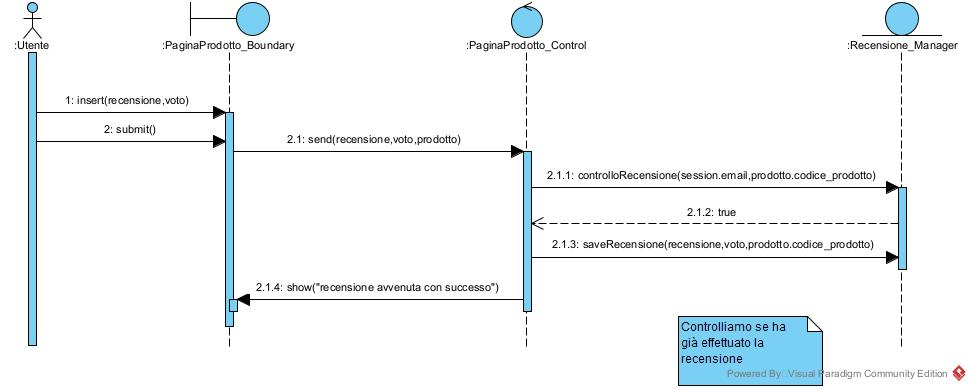 :Utente
:PaginaProdotto_Boundary
:PaginaProdotto_Control
:Recensione_Manager
1: insert(recensione,voto)
2: submit()
2.1: send(recensione,voto,prodotto)
2.1.1: controlloRecensione(session.email,prodotto.codice_prodotto)
2.1.2: true
2.1.3: saveRecensione(recensione,voto,prodotto.codice_prodotto)
2.1.4: show("recensione avvenuta con successo")
Controlliamo se ha
già effettuato la
recensione
Powered By: Visual Paradigm Community Edition